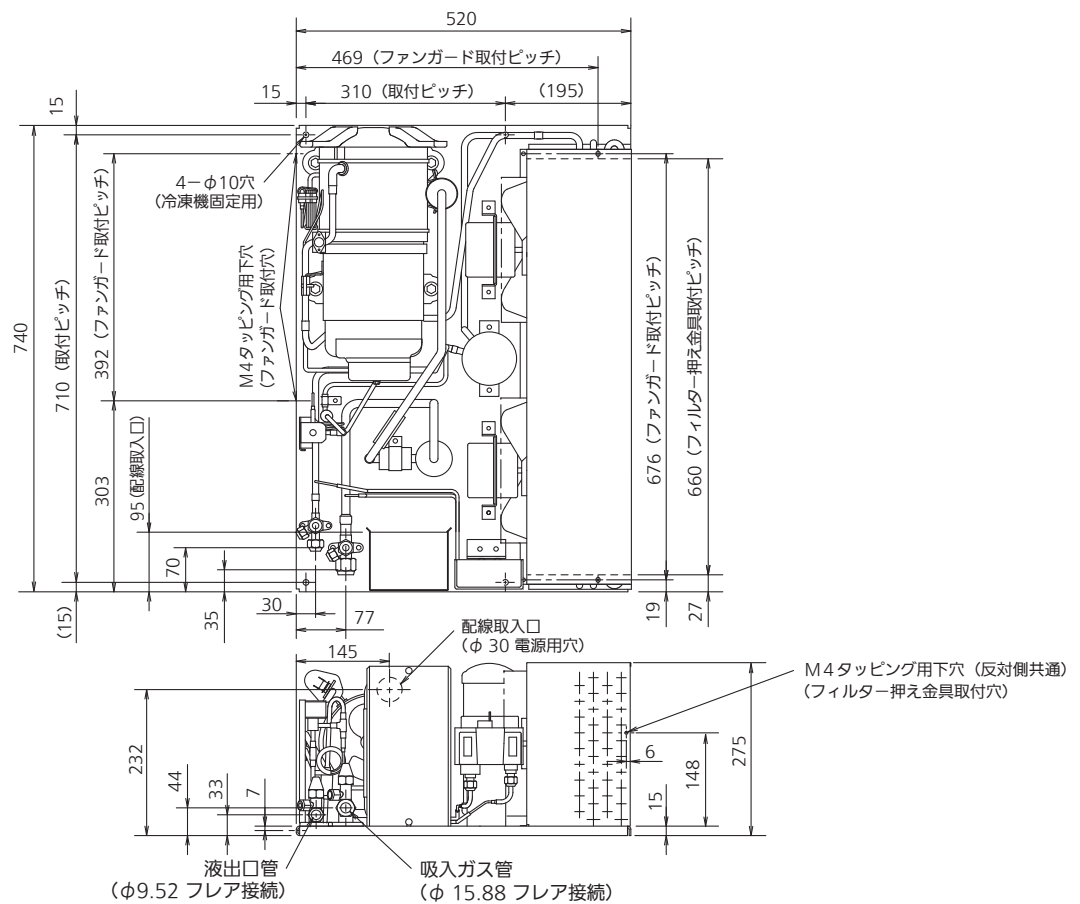 520
469（ファンガード取付ピッチ）
15
310（取付ピッチ）
（195）
15
4－φ10穴
（冷凍機固定用）
740
710（取付ピッチ）
392（ファンガード取付ピッチ）
M4タッピング用下穴
（ファンガード取付穴）
676（ファンガード取付ピッチ）
660（フィルター押え金具取付ピッチ）
303
95（配線取入口）
70
（15）
35
30
77
19
27
145
配線取入口
（φ 30 電源用穴）
M4タッピング用下穴（反対側共通）
（フィルター押え金具取付穴）
232
44
33
7
6
148
15
275
液出口管
（φ9.52 フレア接続）
吸入ガス管
（φ 15.88 フレア接続）